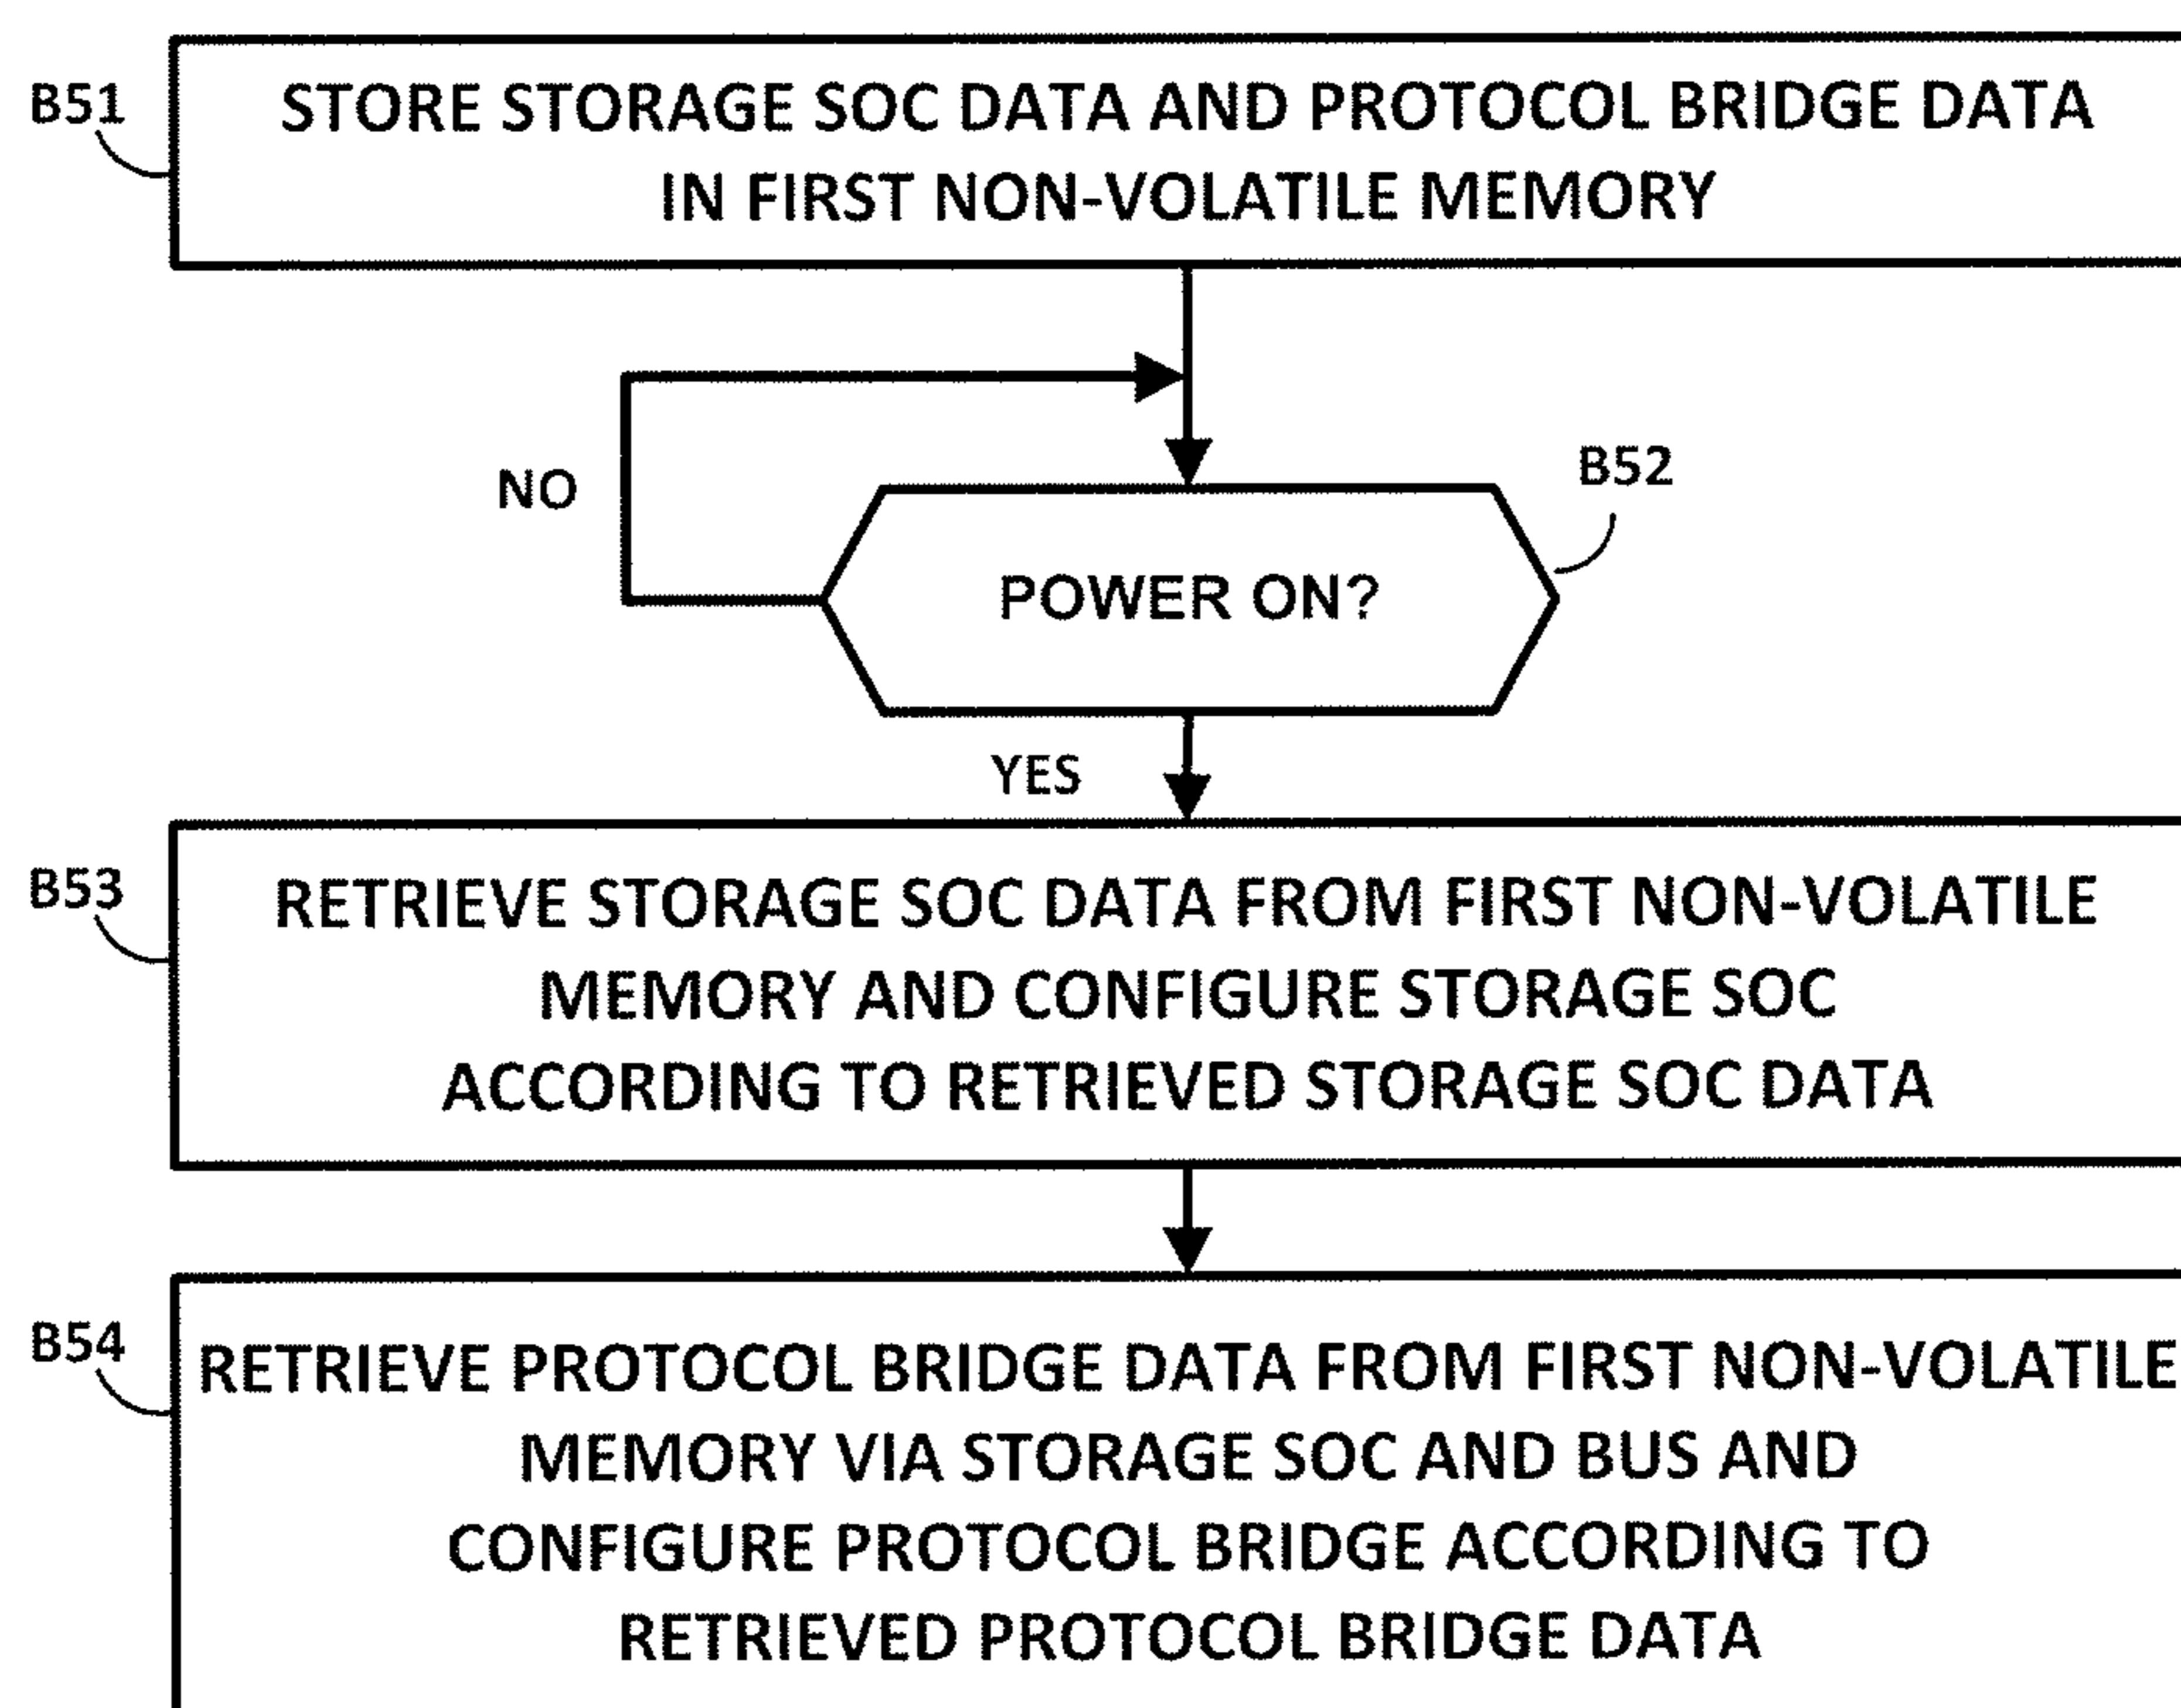 B51
STORE STORAGE SOC DATA AND PROTOCOL BRIDGE DATA
IN FIRST NON-VOLATILE MEMORY
NO
B52
POWER ON?
YES
B53
RETRIEVE STORAGE SOC DATA FROM FIRST NON-VOLATILE
MEMORY AND CONFIGURE STORAGE SOC
ACCORDING TO RETRIEVED STORAGE SOC DATA
B54
RETRIEVE PROTOCOL BRIDGE DATA FROM FIRST NON-VOLATILE
MEMORY VIA STORAGE SOC AND BUS AND
CONFIGURE PROTOCOL BRIDGE ACCORDING TO
RETRIEVED PROTOCOL BRIDGE DATA